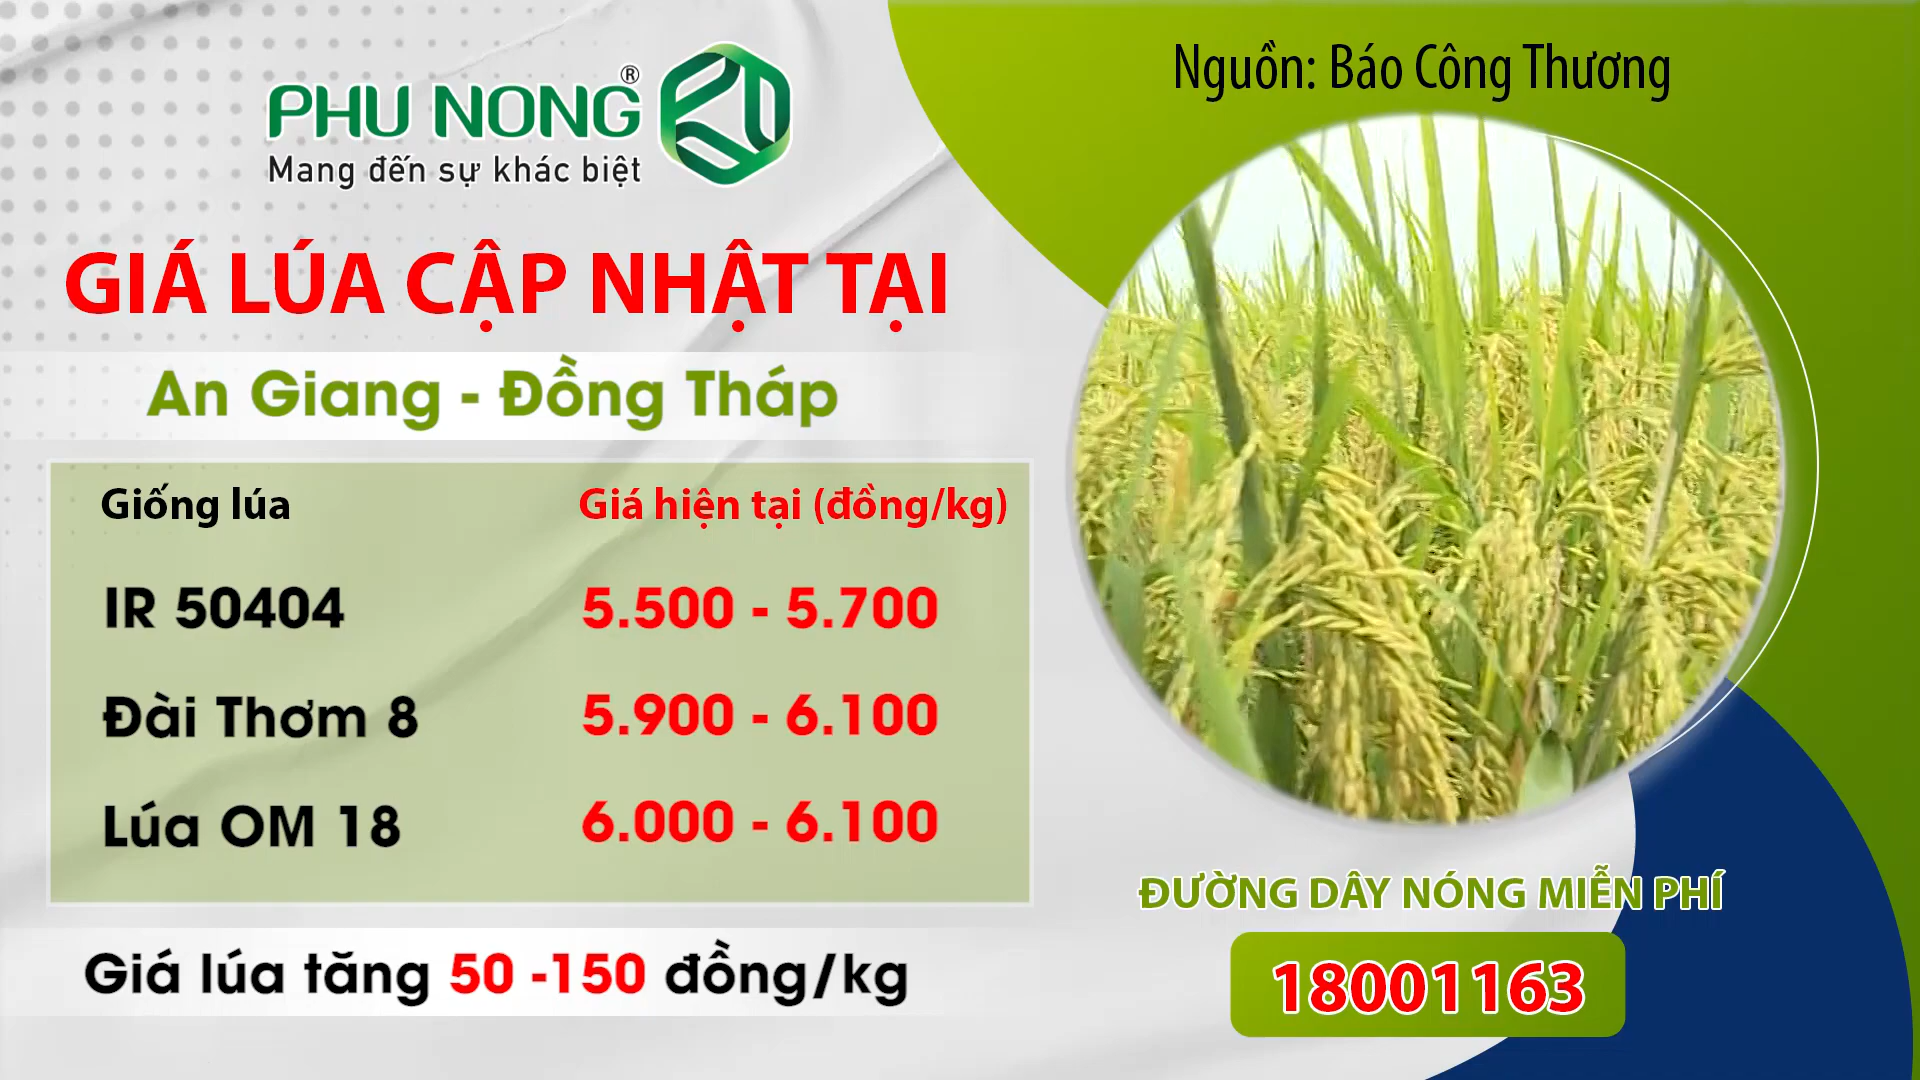 PHU NONG®
Mang đến sự khác biệt
Nguồn: Báo Công Thương
GIÁ LÚA CẬP NHẬT TẠI
An Giang - Đồng Tháp
Giống lúa Giá hiện tại (đồng/kg)
IR 50404 5.500 - 5.700
Đài Thơm 8 5.900 - 6.100
Lúa OM 18 6.000 - 6.100
Giá lúa tăng 50 -150 đồng/kg
ĐƯỜNG DÂY NÓNG MIỄN PHÍ
18001163